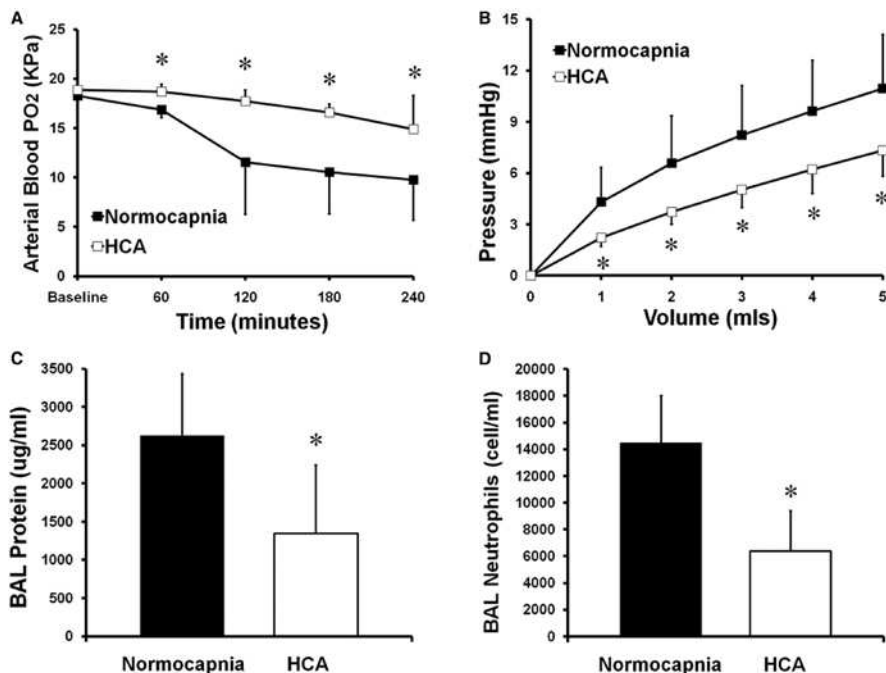 A
Arterial Blood PO2 (KPa)
25
20
15
10
5
0
* * * *
Normocapnia
HCA
Baseline 60 120 180 240
Time (minutes)
B
Pressure (mmHg)
15
12
9
6
3
0
Normocapnia
HCA
* * * * *
0 1 2 3 4 5
Volume (mls)
C
BAL Protein (ug/ml)
3500
3000
2500
2000
1500
1000
500
0
*
Normocapnia HCA
D
BAL Neutrophils (cell/ml)
20000
18000
16000
14000
12000
10000
8000
6000
4000
2000
0
*
Normocapnia HCA